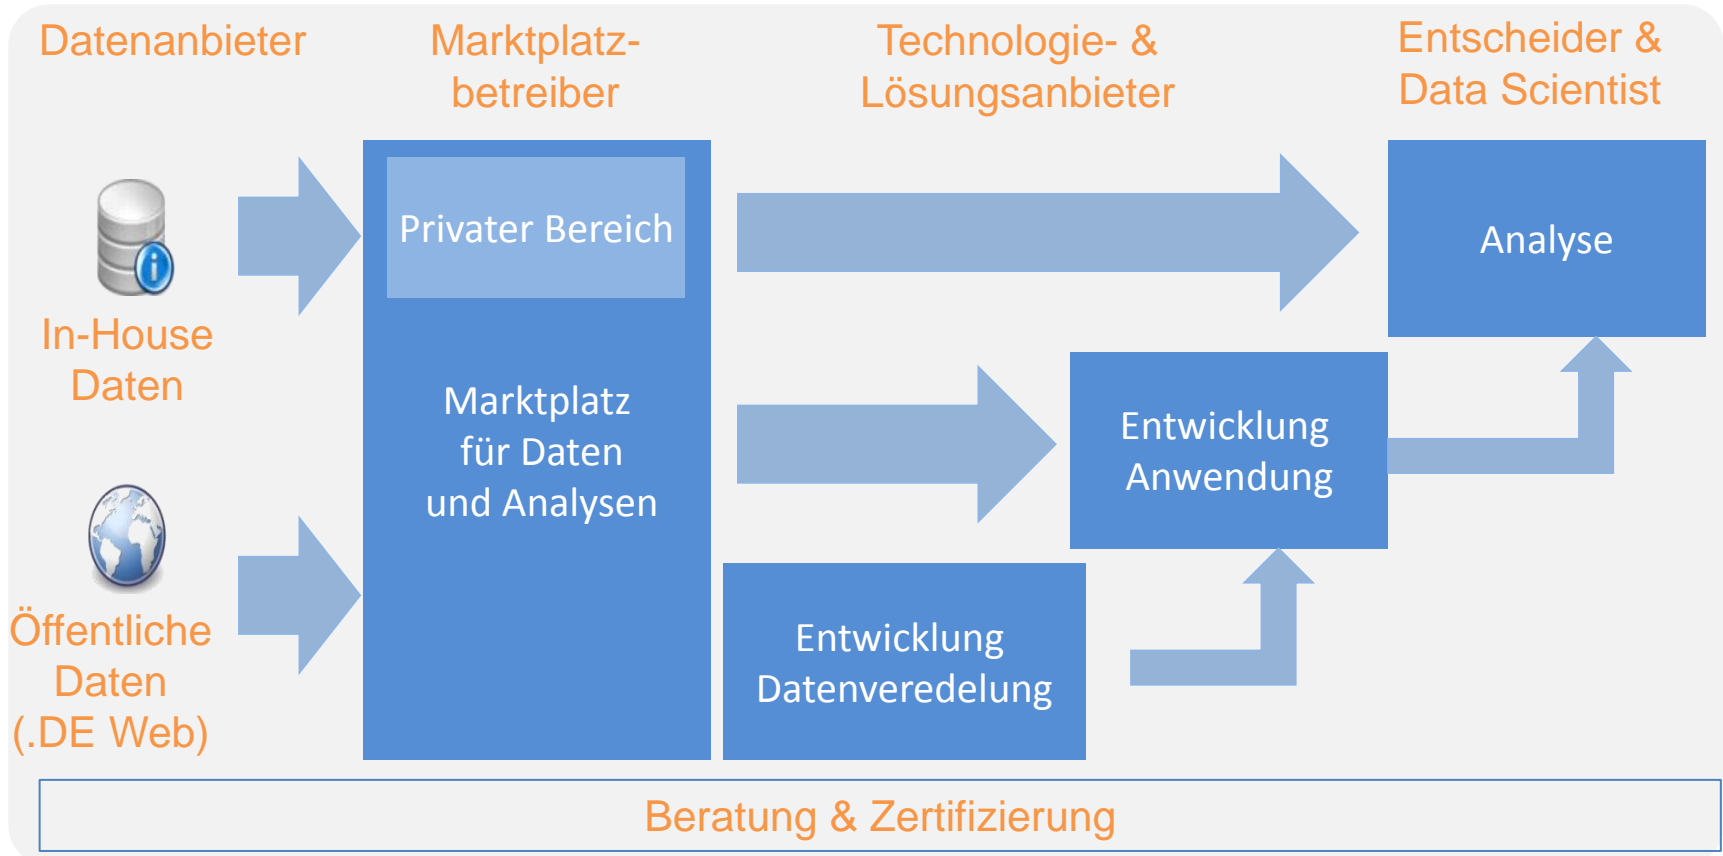 Datenanbieter
Marktplatz-
betreiber
Technologie- &
Lösungsanbieter
Entscheider &
Data Scientist
In-House
Daten
Öffentliche
Daten
(.DE Web)
Privater Bereich
Marktplatz
für Daten
und Analysen
Entwicklung
Datenveredelung
Entwicklung
Anwendung
Analyse
Beratung & Zertifizierung